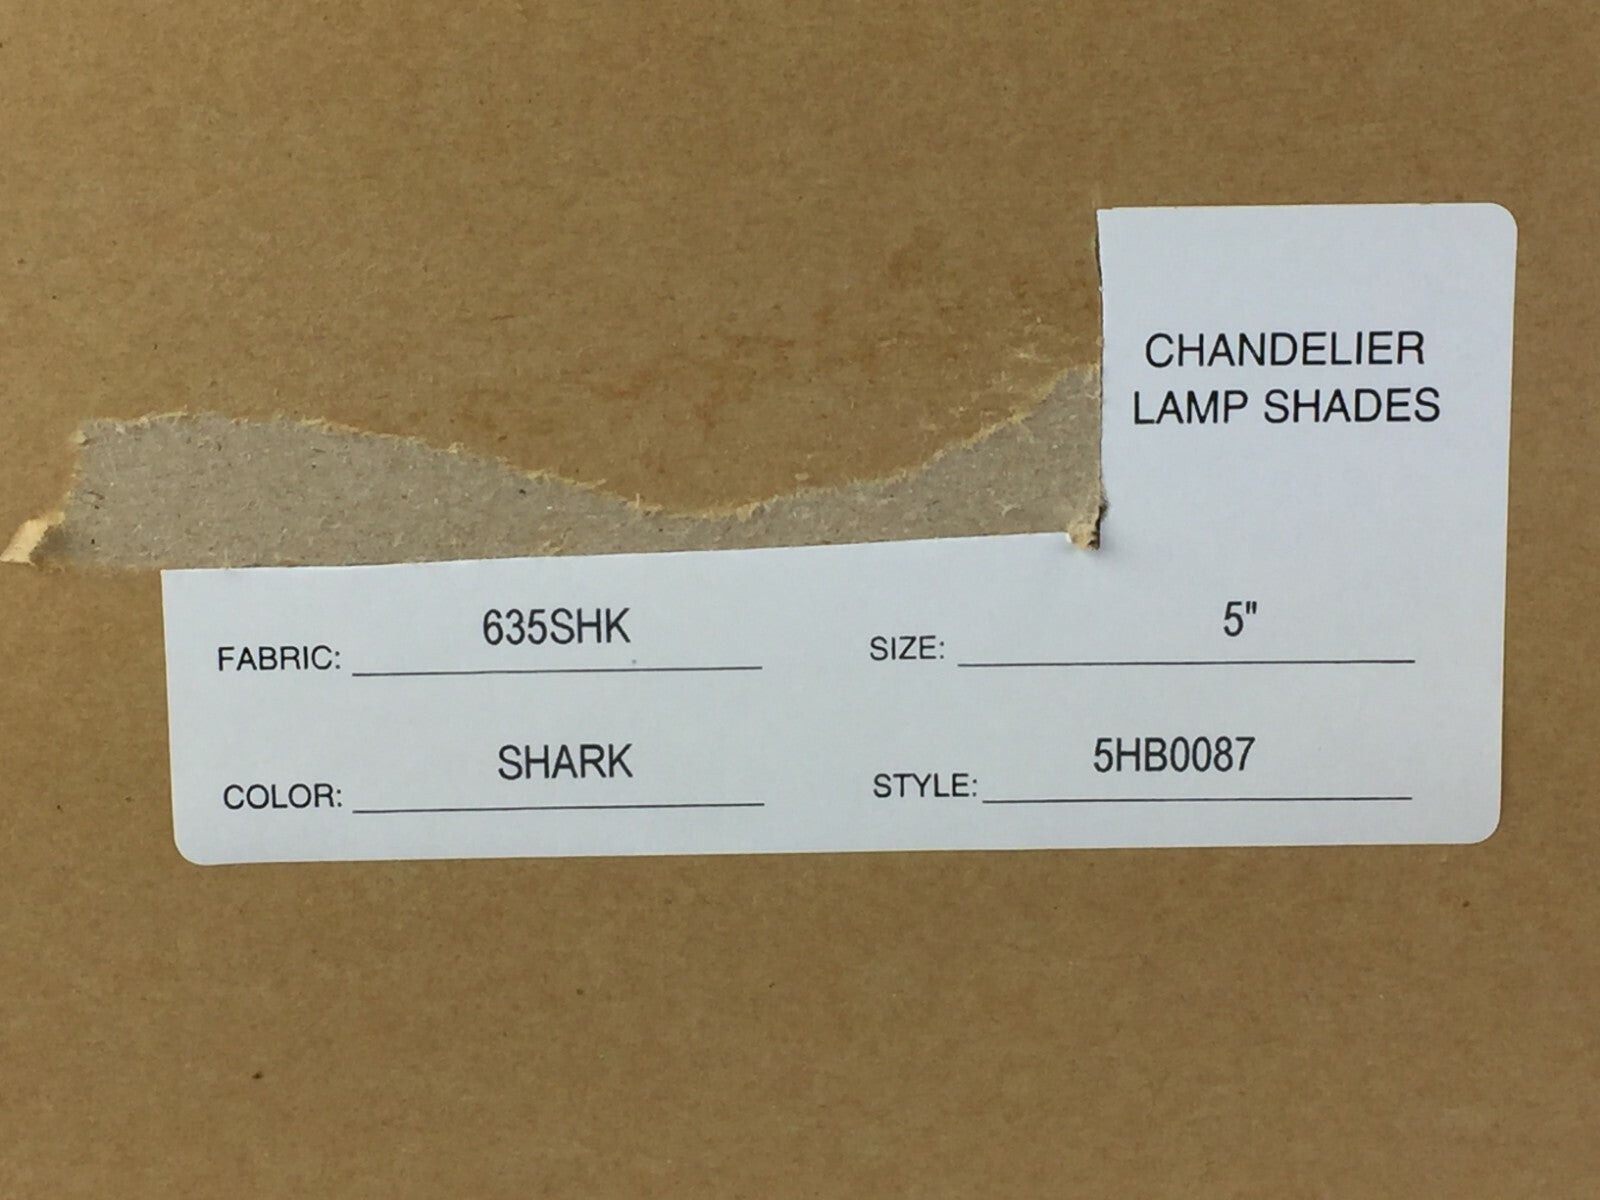 CHANDELIER
LAMP SHADES
FABRIC: 635SHK SIZE: 5"
COLOR: SHARK STYLE: 5HB0087